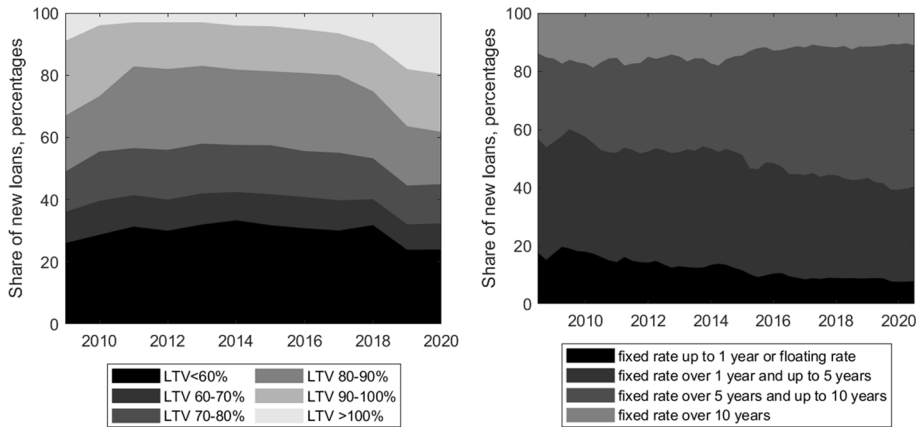 Share of new loans, percentages
100
80
60
40
20
0
2010 2012 2014 2016 2018 2020
LTV<60% LTV 80-90%
LTV 60-70% LTV 90-100%
LTV 70-80% LTV >100%
Share of new loans, percentages
100
80
60
40
20
0
2010 2012 2014 2016 2018 2020
fixed rate up to 1 year or floating rate
fixed rate over 1 year and up to 5 years
fixed rate over 5 years and up to 10 years
fixed rate over 10 years